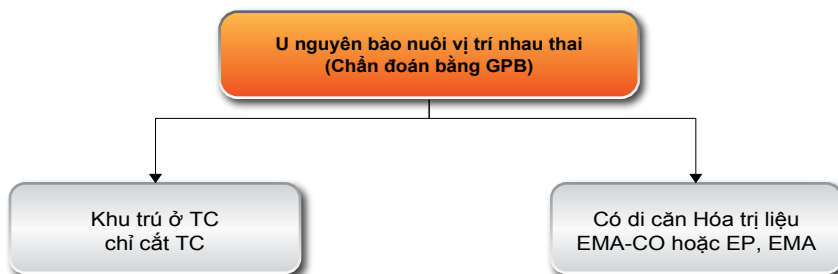 U nguyên bào nuôi vị trí nhau thai
(Chẩn đoán bằng GPB)
Khu trú ở TC
chỉ cắt TC
Có di căn Hóa trị liệu
EMA-CO hoặc EP, EMA